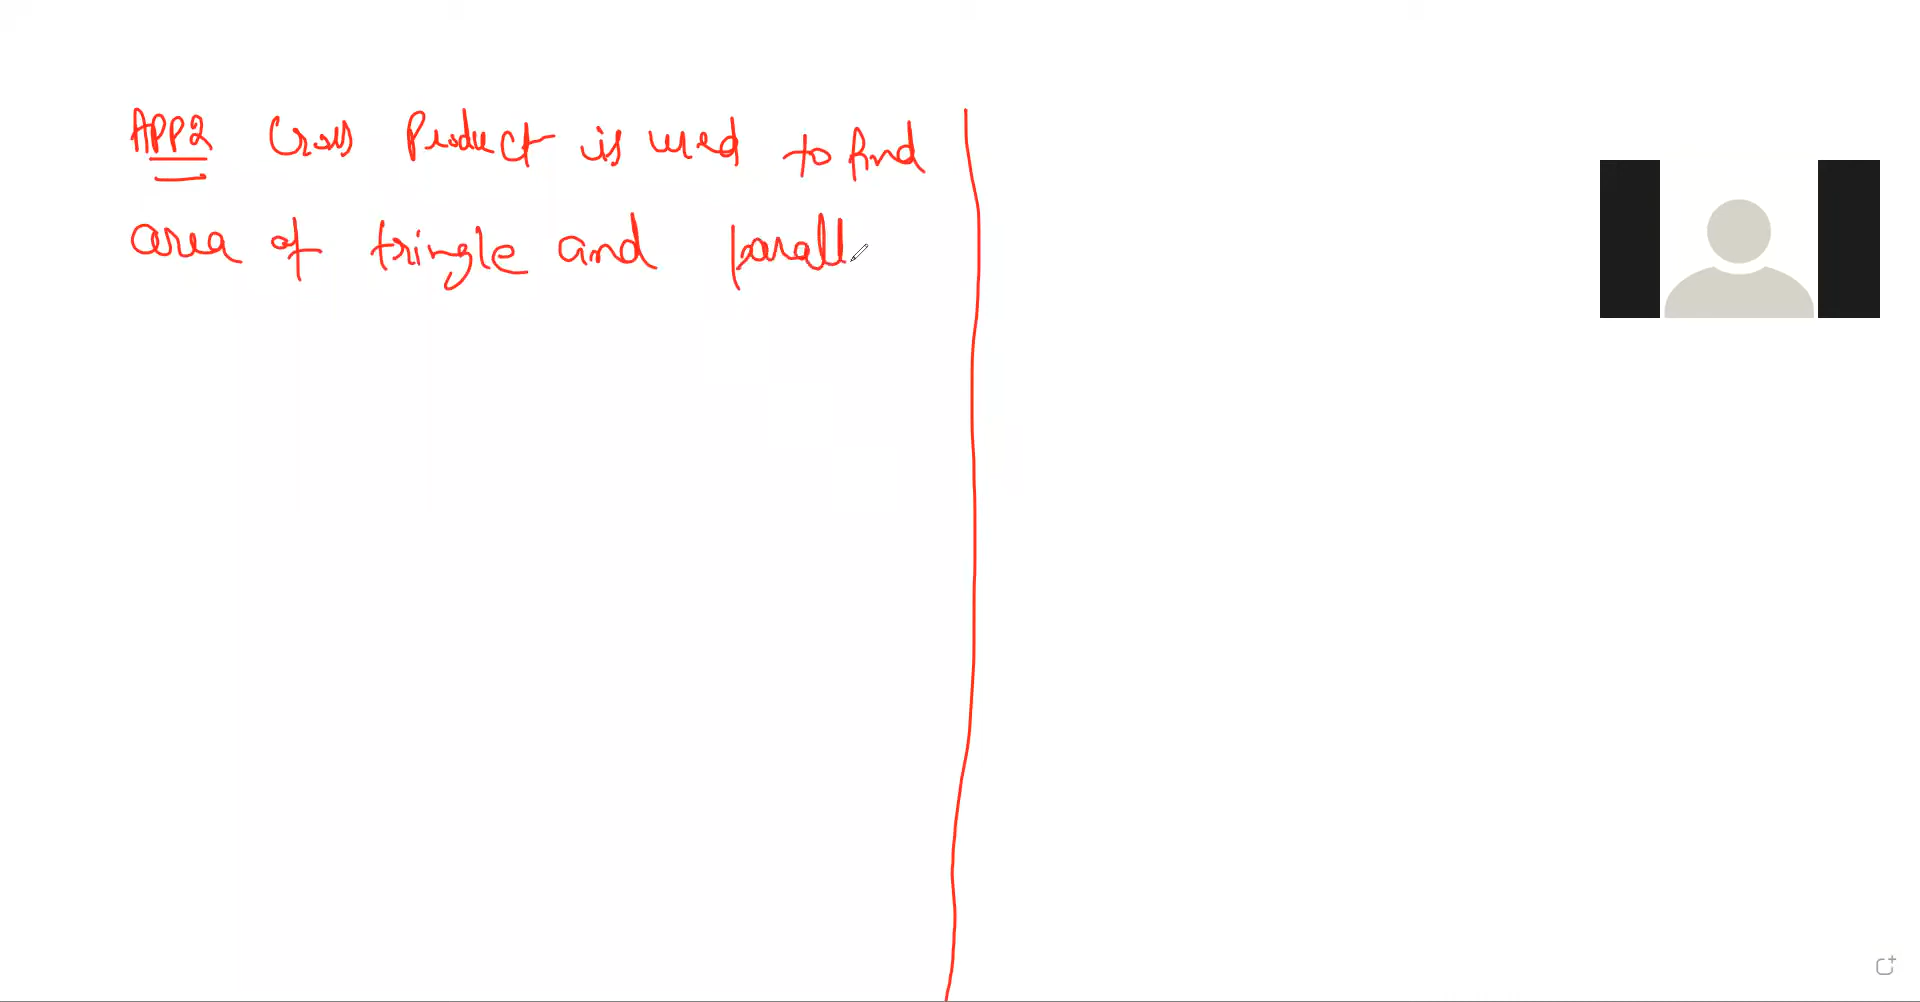 APP2 Cross Product is used to find
area of tringle and parall